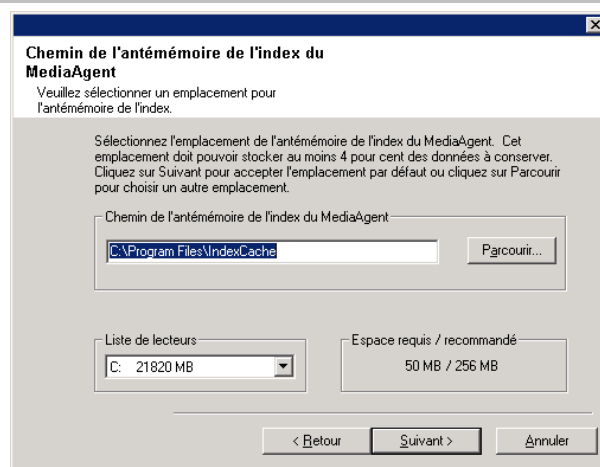 Chemin de l'antémémoire de l'index du
MediaAgent
Veuillez sélectionner un emplacement pour
l'antémémoire de l'index.
Sélectionnez l'emplacement de l'antémémoire de l'index du MediaAgent. Cet
emplacement doit pouvoir stocker au moins 4 pour cent des données à conserver.
Cliquez sur Suivant pour accepter l'emplacement par défaut ou cliquez sur Parcourir
pour choisir un autre emplacement.
Chemin de l'antémémoire de l'index du MediaAgent
C:\Program Files\IndexCache
Parcourir...
Liste de lecteurs
Espace requis / recommandé
C: 21820 MB
50 MB / 256 MB
< Retour
Suivant >
Annuler